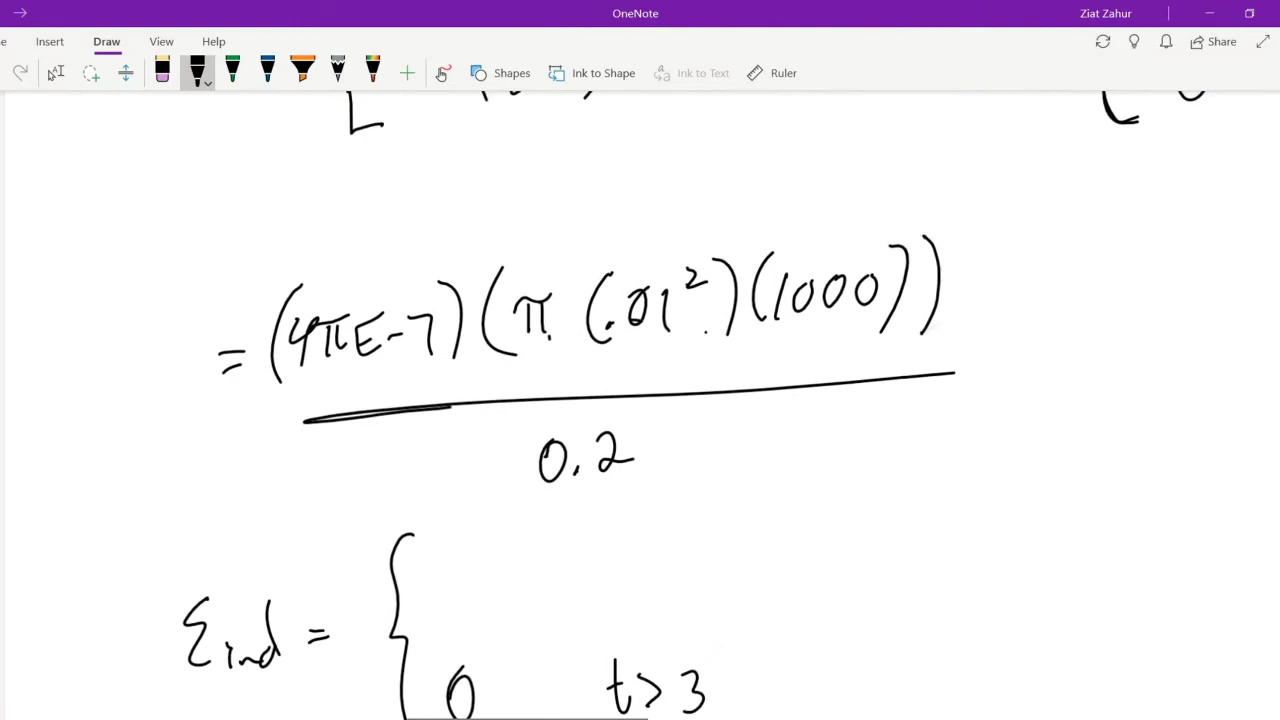 OneNote
Ziat Zahur
Insert Draw View Help
Share
Shapes Ink to Shape Ink to Text Ruler
= (4πE-7)(π (.01²)(1000))
0.2
Ɛind = {
0 t > 3